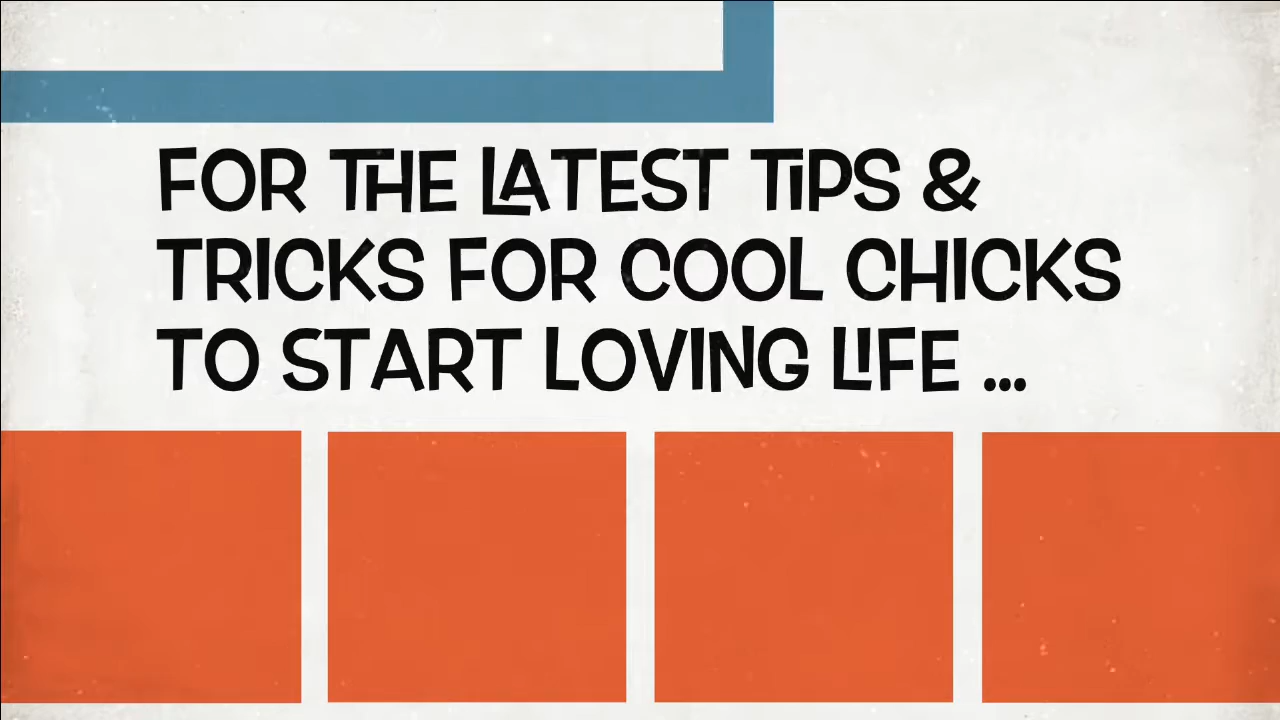 FOR THE LATEST TIPS &
TRICKS FOR COOL CHICKS
TO START LOVING LIFE ...